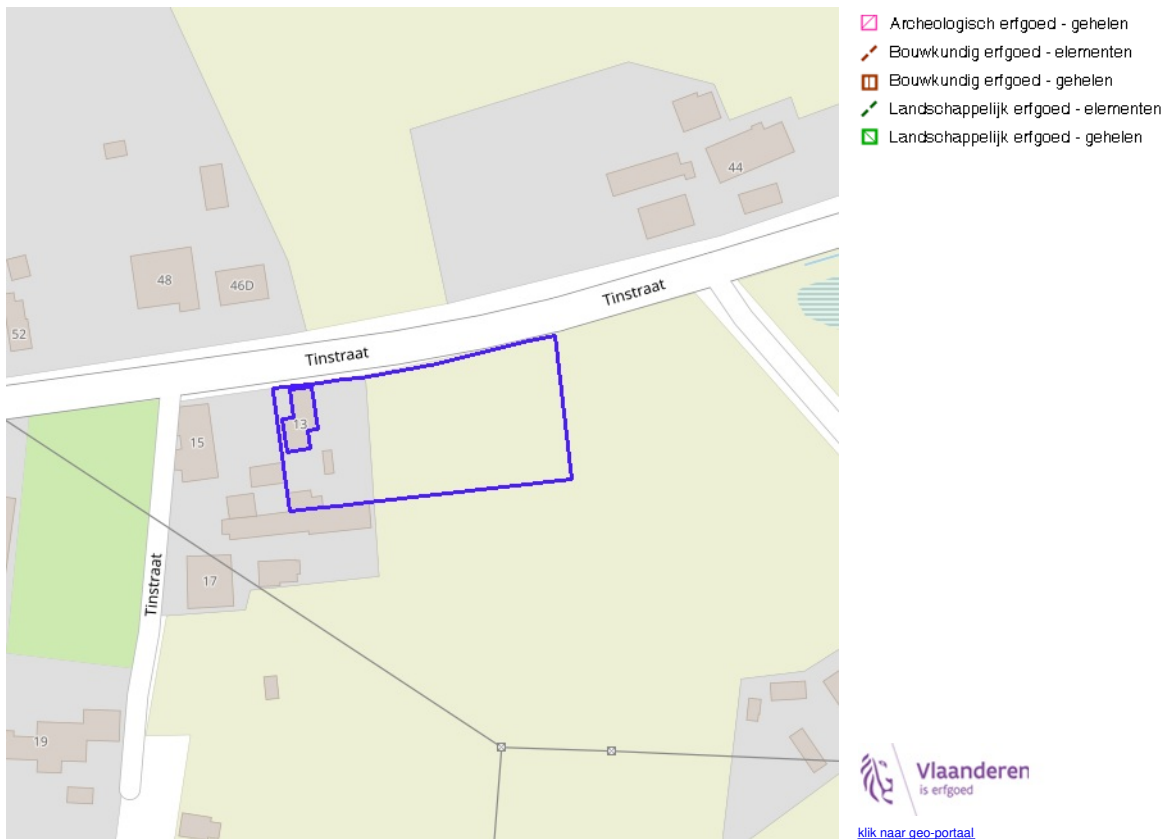 Archeologisch erfgoed - gehelen
Bouwkundig erfgoed - elementen
Bouwkundig erfgoed - gehelen
Landschappelijk erfgoed - elementen
Landschappelijk erfgoed - gehelen
44
48
46D
52
Tinstraat
Tinstraat
13
15
17
Tinstraat
19
Vlaanderen
is erfgoed
klik naar geo-portaal